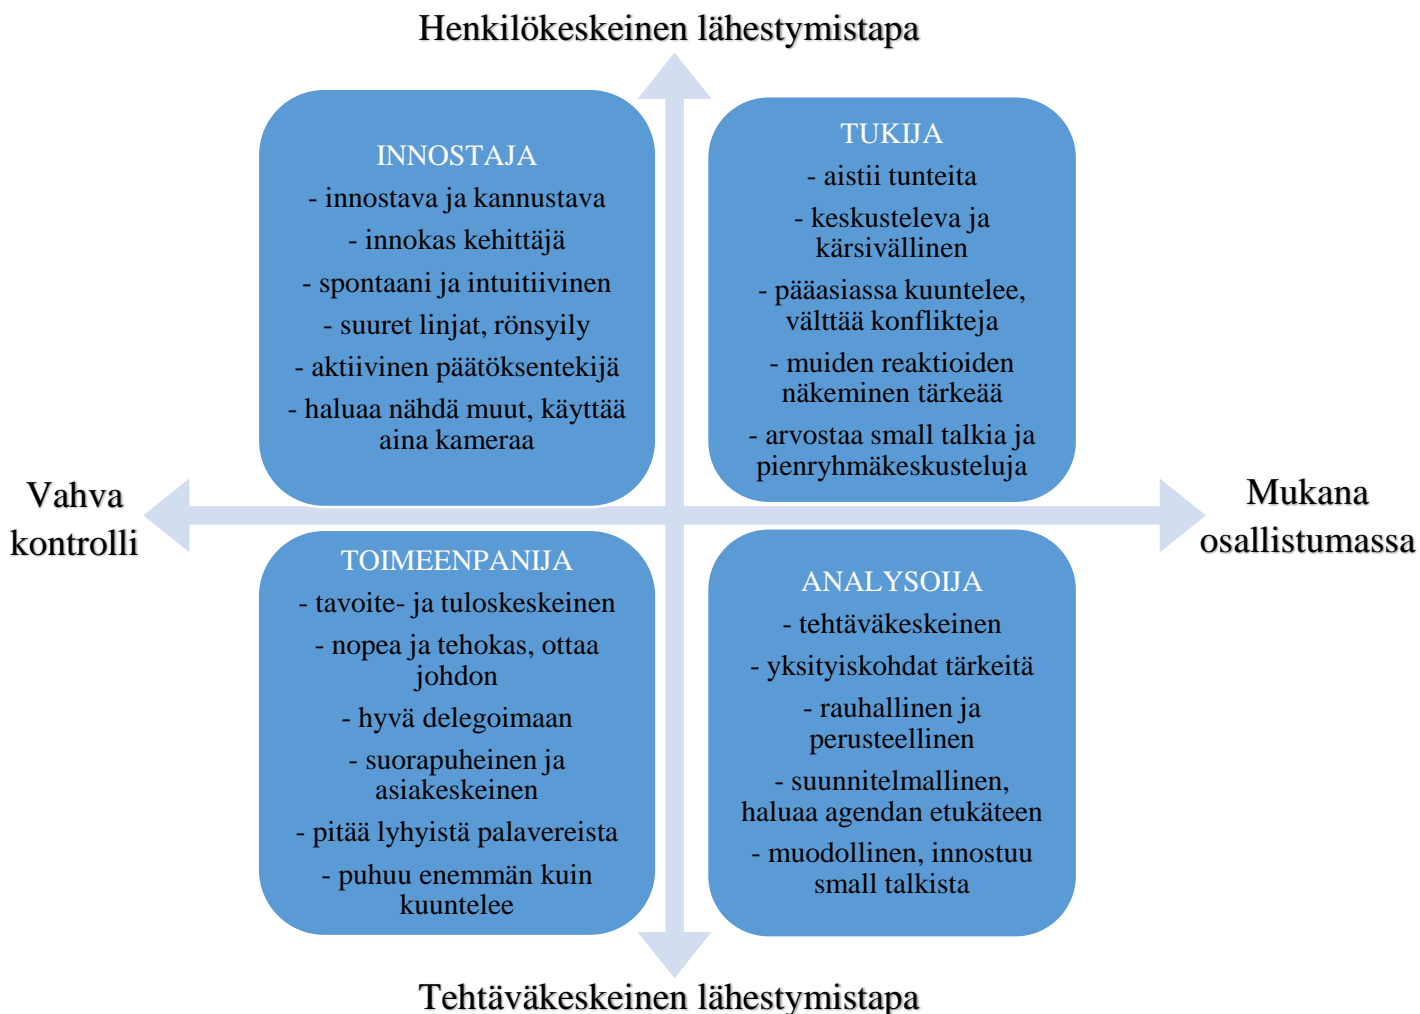 Henkilökeskeinen lähestymistapa
INNOSTAJA
- innostava ja kannustava
- innokas kehittäjä
- spontaani ja intuitiivinen
- suuret linjat, rönsyily
- aktiivinen päätöksentekijä
- haluaa nähdä muut, käyttää
aina kameraa
TUKIJA
- aistii tunteita
- keskusteleva ja
kärsivällinen
- pääasiassa kuuntelee,
välttää konflikteja
- muiden reaktioiden
näkeminen tärkeää
- arvostaa small talkia ja
pienryhmäkeskusteluja
Vahva
kontrolli
Mukana
osallistumassa
TOIMEENPANIJA
- tavoite- ja tuloskeskeinen
- nopea ja tehokas, ottaa
johdon
- hyvä delegoimaan
- suorapuheinen ja
asiakeskeinen
- pitää lyhyistä palavereista
- puhuu enemmän kuin
kuuntelee
ANALYSOIJA
- tehtäväkeskeinen
- yksityiskohdat tärkeitä
- rauhallinen ja
perusteellinen
- suunnitelmallinen,
haluaa agendan etukäteen
- muodollinen, innostuu
small talkista
Tehtäväkeskeinen lähestymistapa